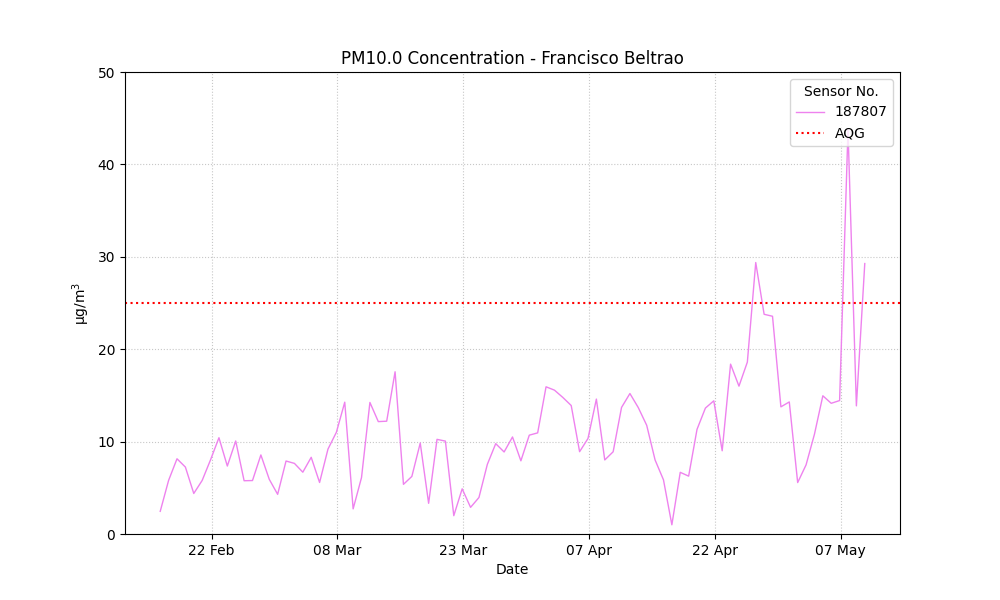 PM10.0 Concentration - Francisco Beltrao
Sensor No.
187807
AQG
50
40
30
20
10
0
µg/m³
22 Feb
08 Mar
23 Mar
07 Apr
22 Apr
07 May
Date